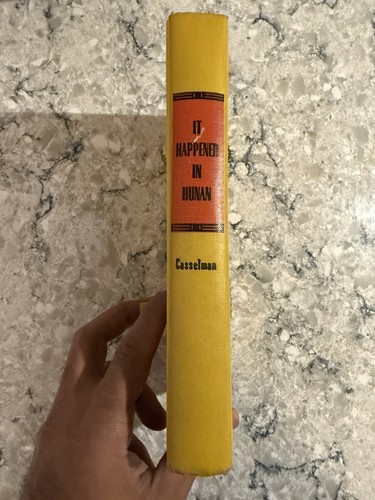 IT
HAPPENED
IN
HUNAN
Casselman